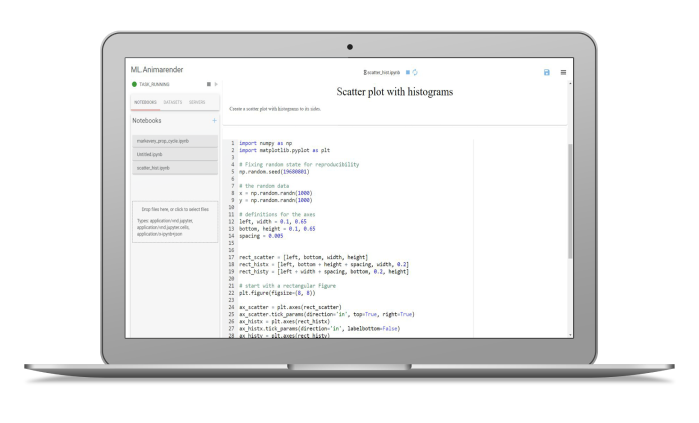 ML.Animarender
TASK_RUNNING
NOTEBOOKS DATASETS SERVERS
Notebooks +
markevery_prop_cycle.ipynb
Untitled.ipynb
scatter_hist.ipynb
Drop files here, or click to select files
Types: application/vnd.jupyter,
application/vnd.jupyter.cells,
application/x-ipynb+json
scatter_hist.ipynb
Scatter plot with histograms
Create a scatter plot with histograms to its sides.
1 import numpy as np
2 import matplotlib.pyplot as plt
3
4 # Fixing random state for reproducibility
5 np.random.seed(19680801)
6
7 # the random data
8 x = np.random.randn(1000)
9 y = np.random.randn(1000)
10
11 # definitions for the axes
12 left, width = 0.1, 0.65
13 bottom, height = 0.1, 0.65
14 spacing = 0.005
15
16
17 rect_scatter = [left, bottom, width, height]
18 rect_histx = [left, bottom + height + spacing, width, 0.2]
19 rect_histy = [left + width + spacing, bottom, 0.2, height]
20
21 # start with a rectangular figure
22 plt.figure(figsize=(8, 8))
23
24 ax_scatter = plt.axes(rect_scatter)
25 ax_scatter.tick_params(direction='in', top=True, right=True)
26 ax_histx = plt.axes(rect_histx)
27 ax_histx.tick_params(direction='in', labelbottom=False)
28 ax_histy = plt.axes(rect_histy)